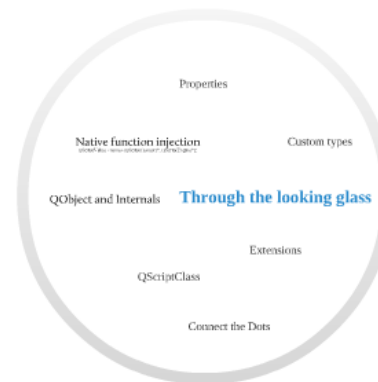 Properties
Native function injection
Custom types
QObject and Internals
Through the looking glass
Extensions
QScriptClass
Connect the Dots